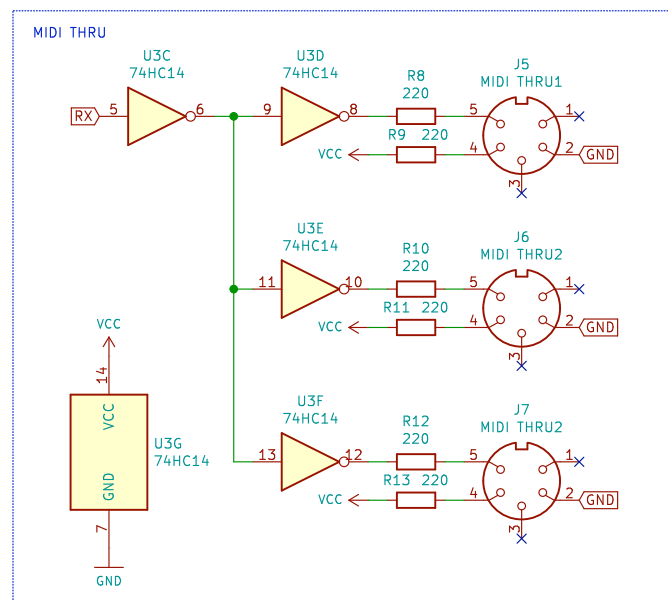 MIDI THRU
U3C
74HC14
RX
5
6
U3D
74HC14
9
8
R8
220
R9 220
VCC
J5
MIDI THRU1
5
4
1
2
3
GND
U3E
74HC14
11
10
R10
220
R11 220
VCC
J6
MIDI THRU2
5
4
1
2
3
GND
VCC
14
VCC
GND
7
GND
U3G
74HC14
U3F
74HC14
13
12
R12
220
R13 220
VCC
J7
MIDI THRU2
5
4
1
2
3
GND